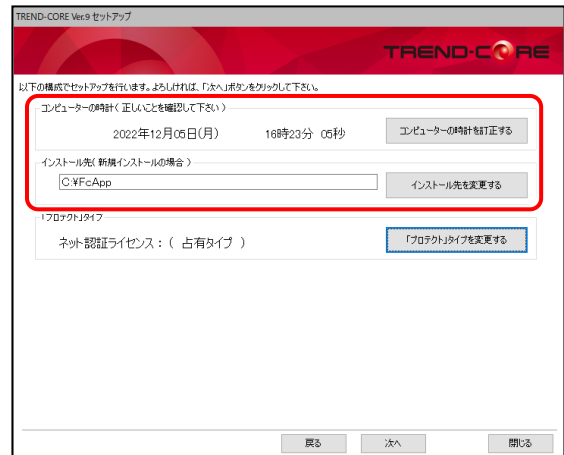 TREND-CORE Ver.9 セットアップ
TREND-CORE
以下の構成でセットアップを行います。よろしければ、「次へ」ボタンをクリックして下さい。
コンピューターの時計( 正しいことを確認して下さい )
2022年12月05日(月) 16時23分 05秒 コンピューターの時計を訂正する
インストール先( 新規インストールの場合 )
C:¥FcApp インストール先を変更する
「プロテクト」タイプ
ネット認証ライセンス：( 占有タイプ ) 「プロテクト」タイプを変更する
戻る 次へ 閉じる